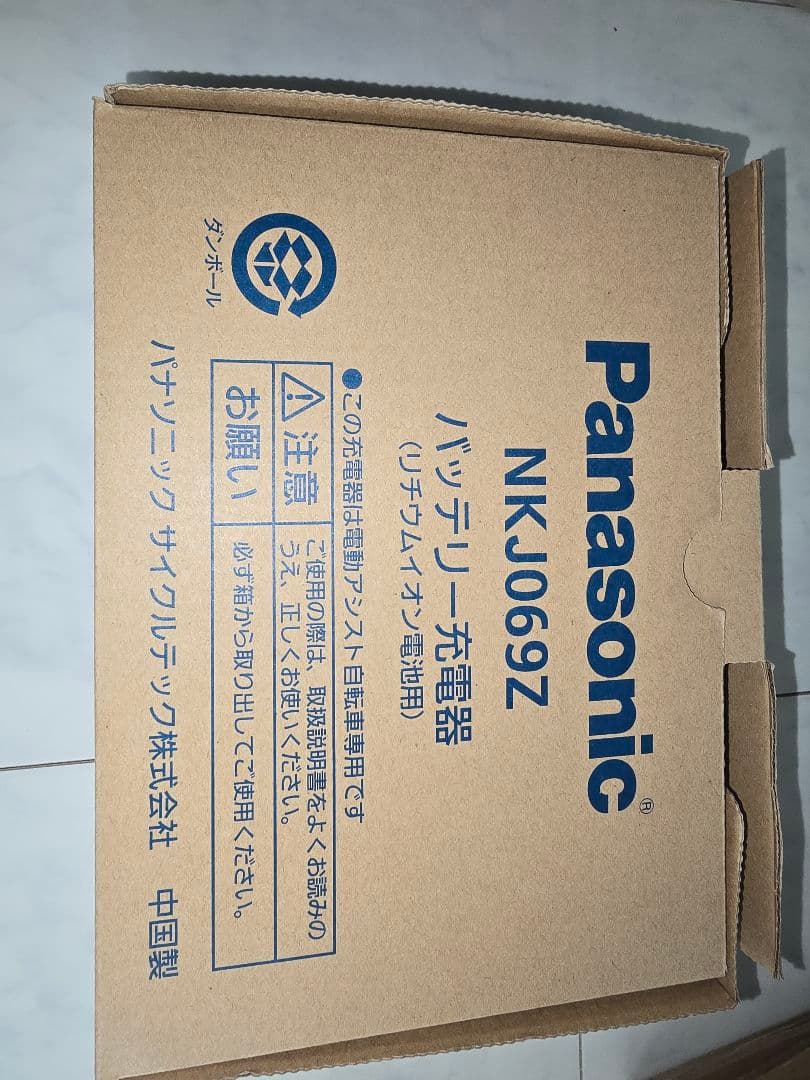 Panasonic®
NKJ069Z
バッテリー充電器
(リチウムイオン電池用)
●この充電器は電動アシスト自転車専用です
⚠注意
ご使用の際は、取扱説明書をよくお読みの
うえ、正しくお使いください。
お願い
必ず箱から取り出してご使用ください。
ダンボール
パナソニック サイクルテック株式会社 中国製